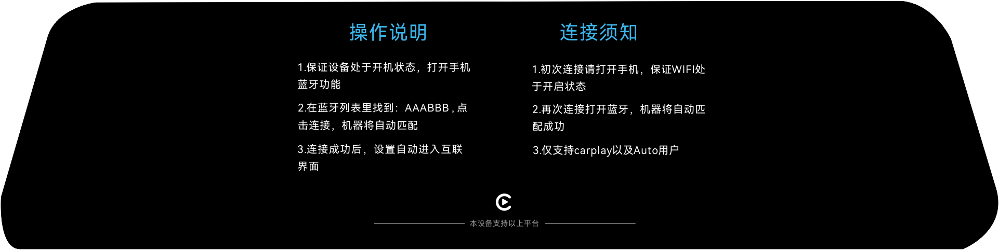 操作说明
1.保证设备处于开机状态，打开手机
蓝牙功能
2.在蓝牙列表里找到：AAABBB , 点
击连接，机器将自动匹配
3.连接成功后，设置自动进入互联
界面
连接须知
1.初次连接请打开手机，保证WIFI处
于开启状态
2.再次连接打开蓝牙，机器将自动匹
配成功
3.仅支持carplay以及Auto用户
本设备支持以上平台